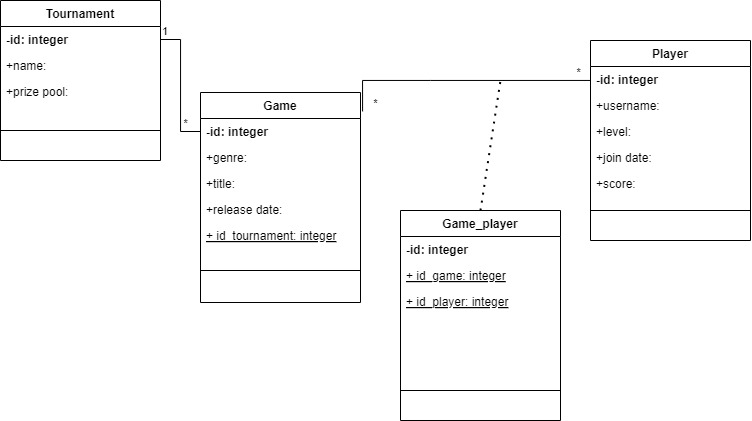 Tournament
-id: integer
+name:
+prize pool:
1
*
Game
-id: integer
+genre:
+title:
+release date:
+ id_tournament: integer
*
*
Player
-id: integer
+username:
+level:
+join date:
+score:
Game_player
-id: integer
+ id_game: integer
+ id_player: integer